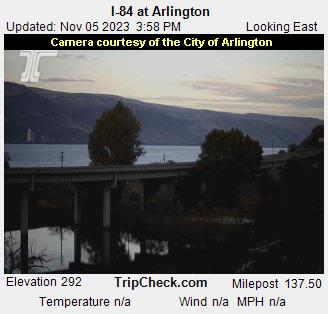 I-84 at Arlington
Updated: Nov 05 2023 3:58 PM Looking East
Camera courtesy of the City of Arlington
Elevation 292 TripCheck.com Milepost 137.50
Temperature n/a Wind n/a MPH n/a